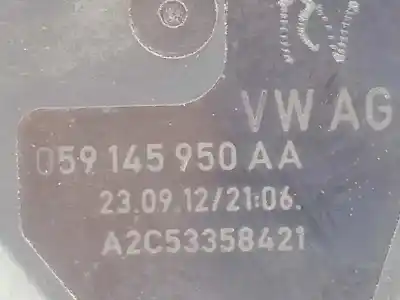 VW AG
059 145 950 AA
23.09.12/21:06.
A2C53358421